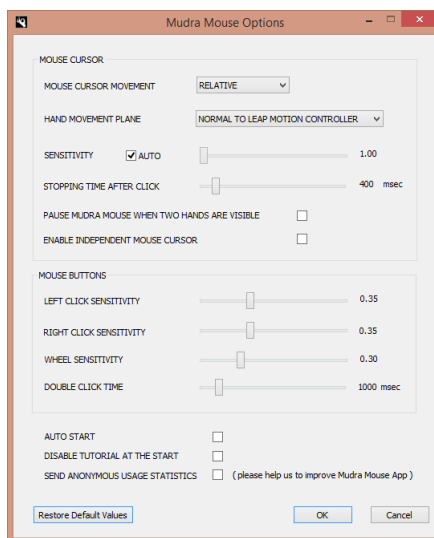 Mudra Mouse Options
MOUSE CURSOR
MOUSE CURSOR MOVEMENT RELATIVE
HAND MOVEMENT PLANE NORMAL TO LEAP MOTION CONTROLLER
SENSITIVITY AUTO 1.00
STOPPING TIME AFTER CLICK 400 msec
PAUSE MUDRA MOUSE WHEN TWO HANDS ARE VISIBLE
ENABLE INDEPENDENT MOUSE CURSOR
MOUSE BUTTONS
LEFT CLICK SENSITIVITY 0.35
RIGHT CLICK SENSITIVITY 0.35
WHEEL SENSITIVITY 0.30
DOUBLE CLICK TIME 1000 msec
AUTO START
DISABLE TUTORIAL AT THE START
SEND ANONYMOUS USAGE STATISTICS ( please help us to improve Mudra Mouse App )
Restore Default Values OK Cancel